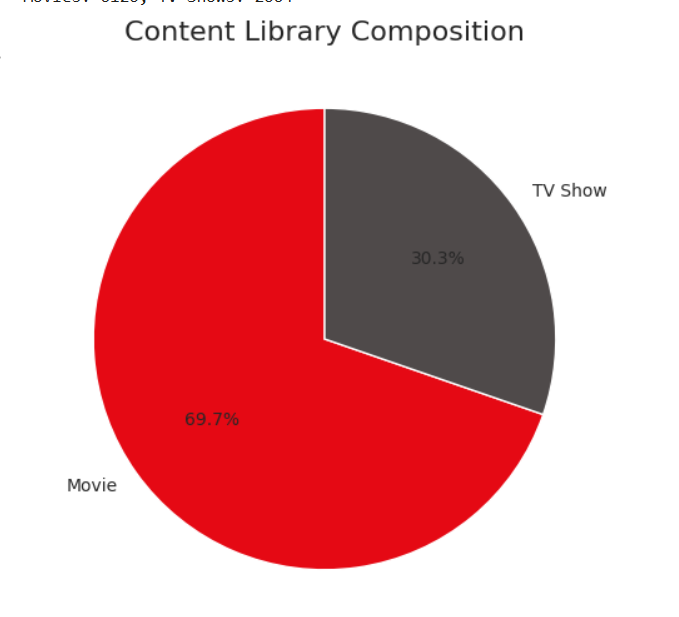 Content Library Composition
TV Show
30.3%
69.7%
Movie